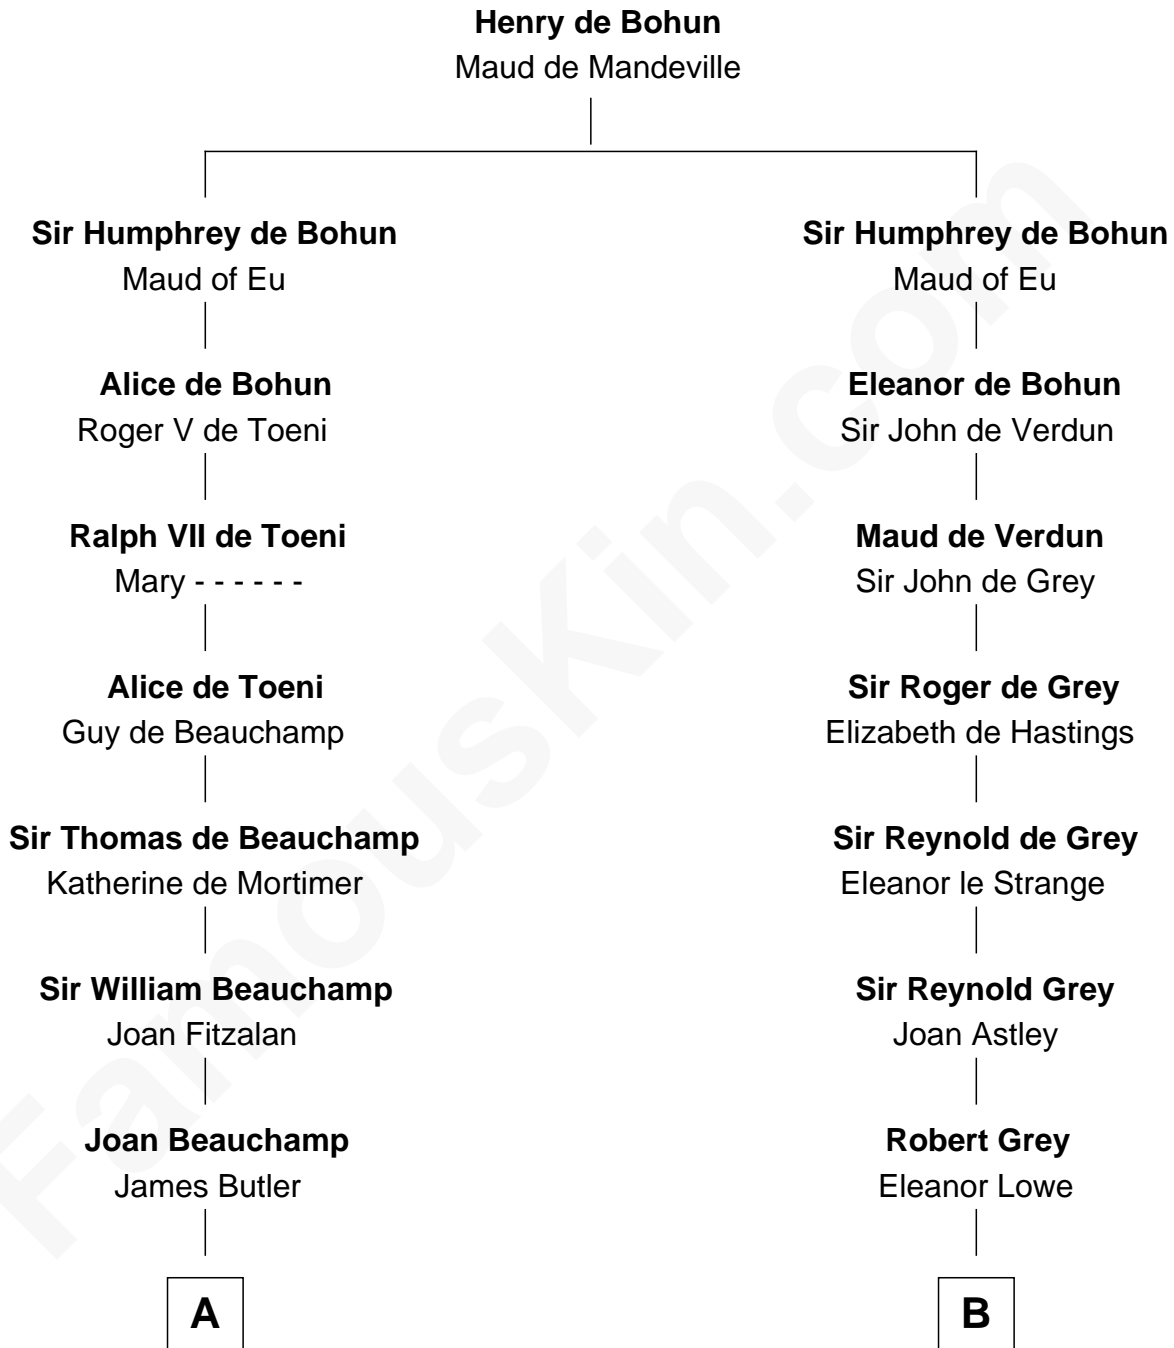 Henry de Bohun
Maud de Mandeville
Sir Humphrey de Bohun
Maud of Eu
Sir Humphrey de Bohun
Maud of Eu
Alice de Bohun
Roger V de Toeni
Eleanor de Bohun
Sir John de Verdun
Ralph VII de Toeni
Mary - - - - - -
Maud de Verdun
Sir John de Grey
Alice de Toeni
Guy de Beauchamp
Sir Roger de Grey
Elizabeth de Hastings
Sir Thomas de Beauchamp
Katherine de Mortimer
Sir Reynold de Grey
Eleanor le Strange
Sir William Beauchamp
Joan Fitzalan
Sir Reynold Grey
Joan Astley
Joan Beauchamp
James Butler
Robert Grey
Eleanor Lowe
A
B
FamousKin.com